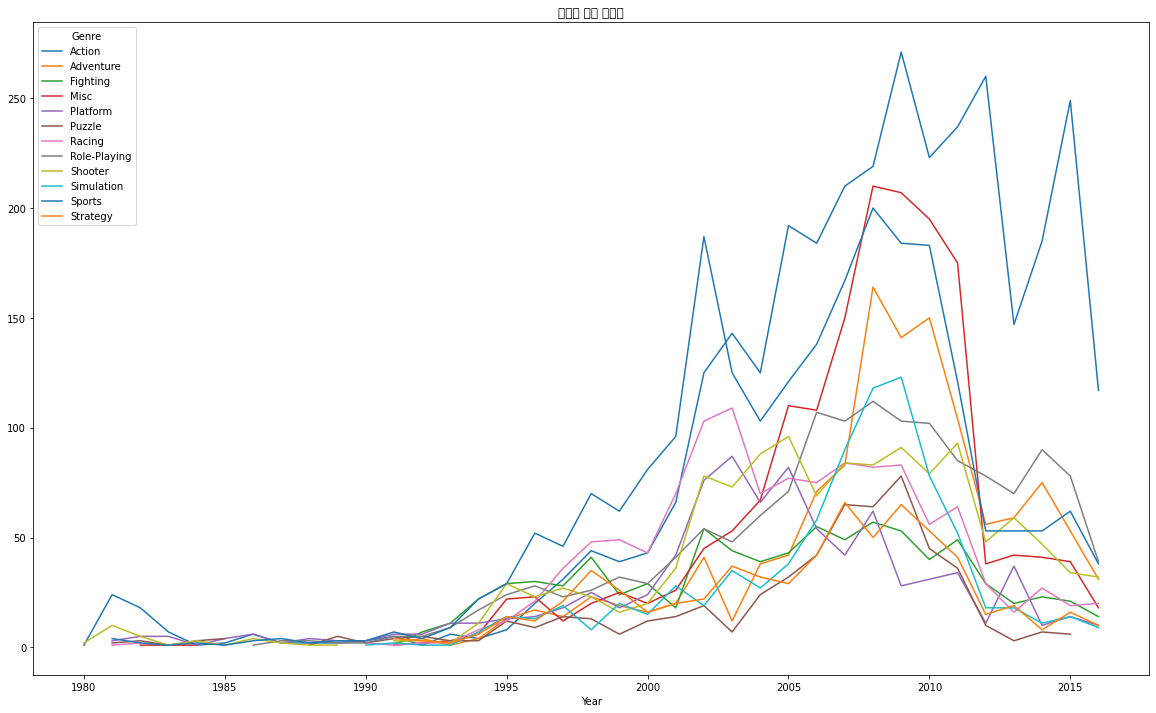 Genre
Action
Adventure
Fighting
Misc
Platform
Puzzle
Racing
Role-Playing
Shooter
Simulation
Sports
Strategy
250
200
150
100
50
0
1980 1985 1990 1995 2000 2005 2010 2015
Year